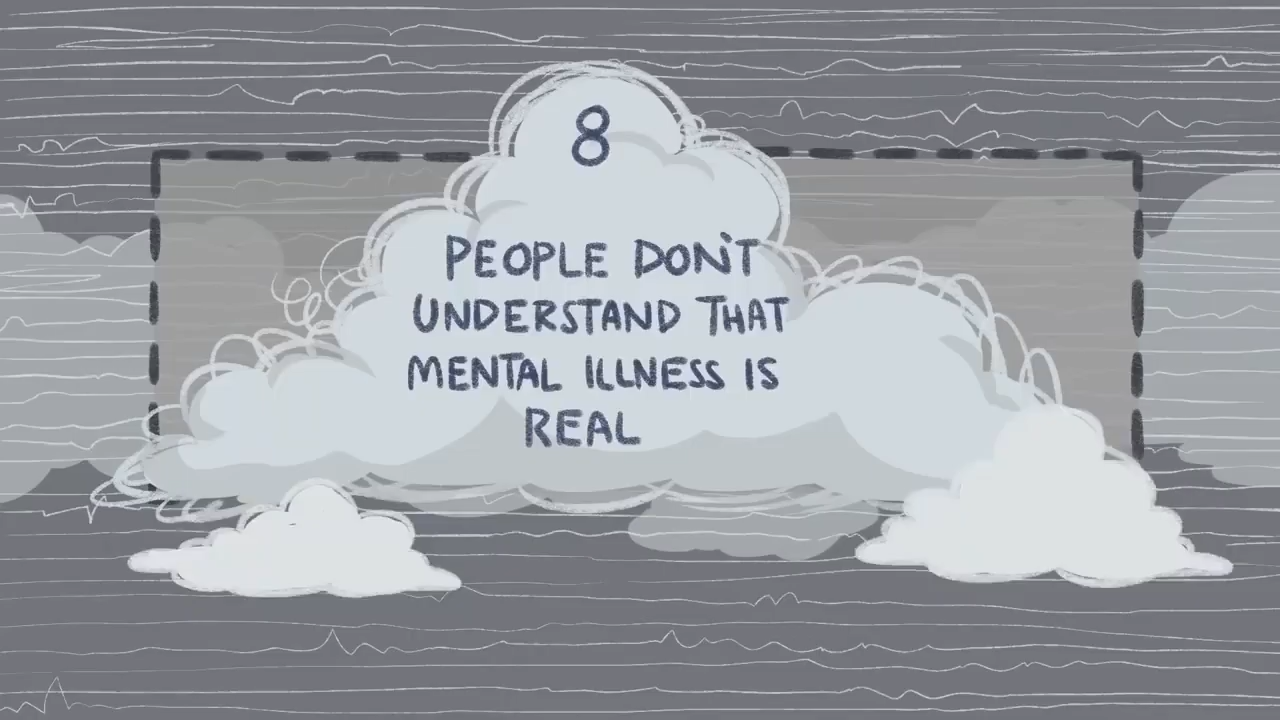 8
PEOPLE DON'T
UNDERSTAND THAT
MENTAL ILLNESS IS
REAL